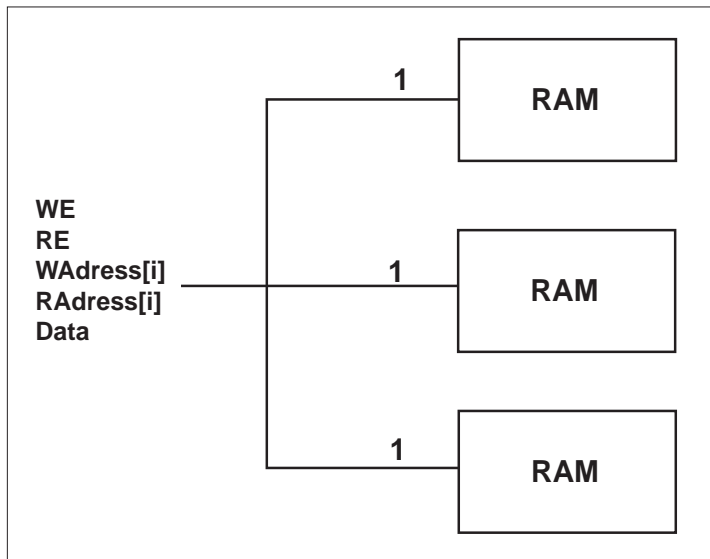 1
RAM
WE
RE
WAdress[i]
RAdress[i]
Data
1
RAM
1
RAM